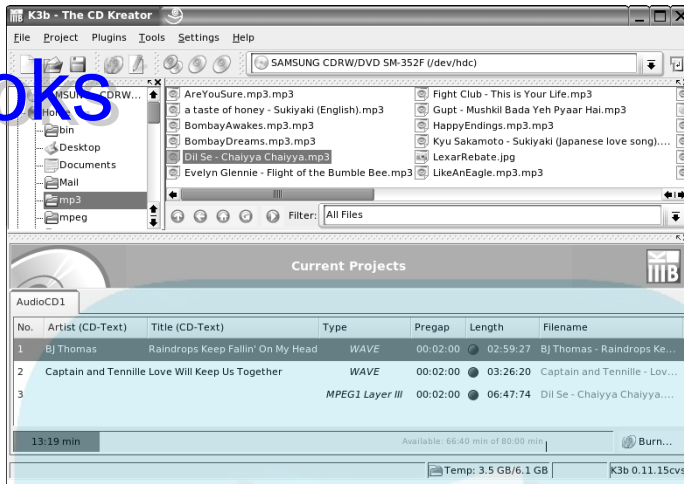 K3b - The CD Kreator
File Project Plugins Tools Settings Help
SAMSUNG CDRW/DVD SM-352F (/dev/hdc)
oks
AreYouSure.mp3.mp3
a taste of honey - Sukiyaki (English).mp3
BombayAwakes.mp3.mp3
BombayDreams.mp3.mp3
Dil Se - Chaiyya Chaiyya.mp3
Evelyn Glennie - Flight of the Bumble Bee.mp3
Fight Club - This is Your Life.mp3
Gupt - Mushkil Bada Yeh Pyaar Hai.mp3
HappyEndings.mp3.mp3
Kyu Sakamoto - Sukiyaki (Japanese love song)....
LexarRebate.jpg
LikeAnEagle.mp3.mp3
bin
Desktop
Documents
Mail
mp3
mpeg
Filter: All Files
Current Projects
AudioCD1
No. Artist (CD-Text) Title (CD-Text) Type Pregap Length Filename
1 BJ Thomas Raindrops Keep Fallin' On My Head WAVE 00:02:00 02:59:27 BJ Thomas - Raindrops Ke...
2 Captain and Tennille Love Will Keep Us Together WAVE 00:02:00 03:26:20 Captain and Tennille - Lov...
3 MPEG1 Layer III 00:02:00 06:47:74 Dil Se - Chaiyya Chaiyya....
13:19 min Available: 66:40 min of 80:00 min Burn...
Temp: 3.5 GB/6.1 GB K3b 0.11.15cvs